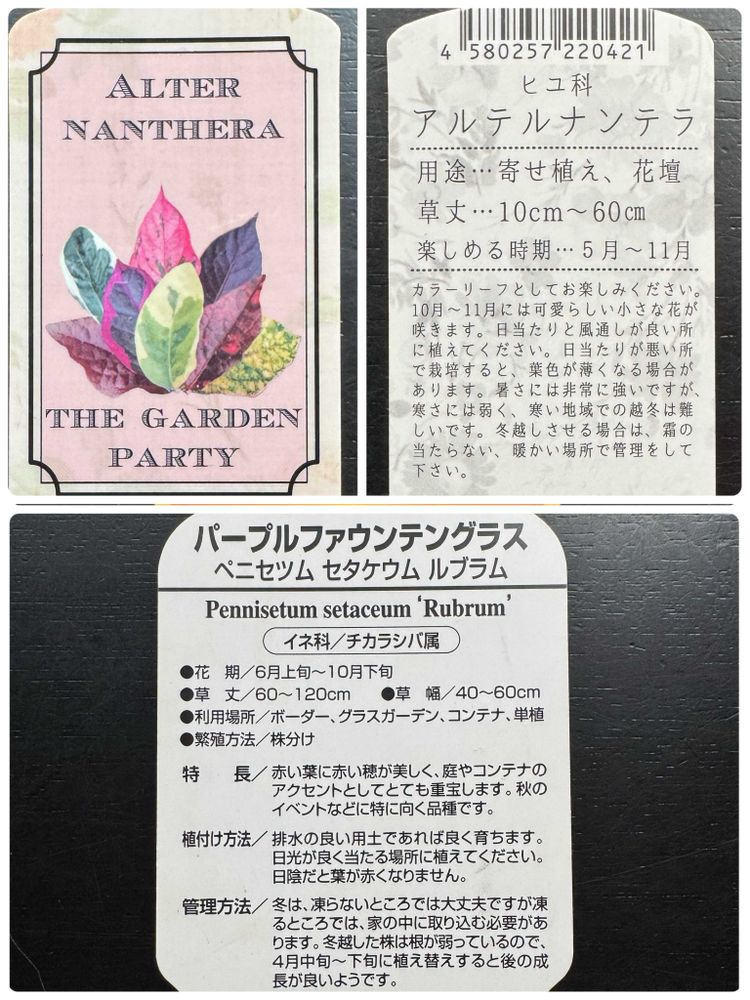 ALTER
NANTHERA
THE GARDEN
PARTY
4 580257 220421
ヒユ科
アルテルナンテラ
用途…寄せ植え、花壇
草丈…10cm～60㎝
楽しめる時期…5月～11月
カラーリーフとしてお楽しみください。
10月～11月には可愛らしい小さな花が
咲きます。日当たりと風通しが良い所
に植えてください。日当たりが悪い所
で栽培すると、葉色が薄くなる場合が
あります。暑さには非常に強いですが、
寒さには弱く、寒い地域での越冬は難
しいです。冬越しさせる場合は、霜の
当たらない、暖かい場所で管理をして
下さい。
パープルファウンテングラス
ペニセツム セタケウム ルブラム
Pennisetum setaceum 'Rubrum'
イネ科/チカラシバ属
●花 期/6月上旬～10月下旬
●草 丈/60～120cm ●草 幅/40～60cm
●利用場所/ボーダー、グラスガーデン、コンテナ、単植
●繁殖方法/株分け
特 長/赤い葉に赤い穂が美しく、庭やコンテナの
アクセントとしてとても重宝します。秋の
イベントなどに特に向く品種です。
植付け方法/排水の良い用土であれば良く育ちます。
日光が良く当たる場所に植えてください。
日陰だと葉が赤くなりません。
管理方法/冬は、凍らないところでは大丈夫ですが凍
るところでは、家の中に取り込む必要があ
ります。冬越した株は根が弱っているので、
4月中旬～下旬に植え替えすると後の成
長が良いようです。